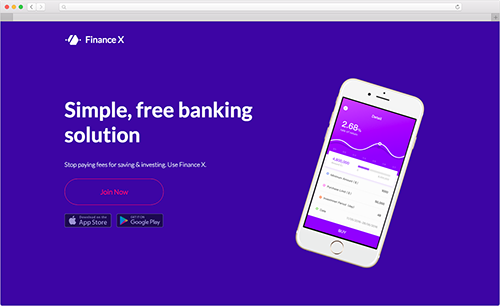 Finance X
Simple, free banking
solution
Stop paying fees for saving & investing. Use Finance X.
Join Now
Download on the
App Store
GET IT ON
Google Play
Detail
2.68%
BUY